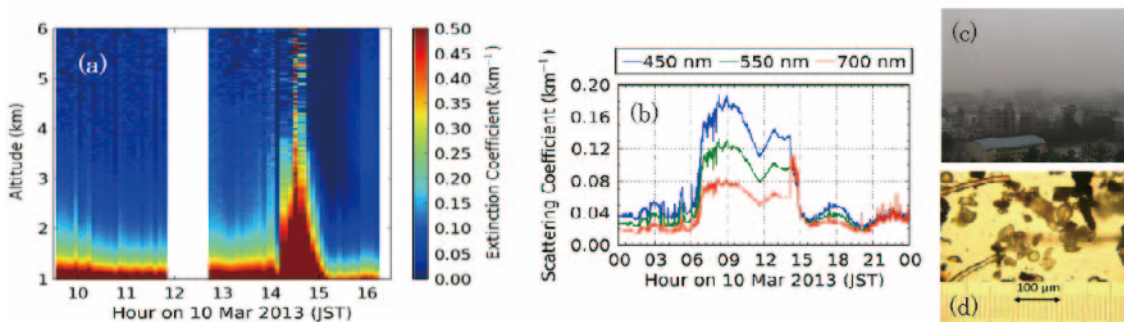 (a)
Altitude (km)
6
5
4
3
2
1
10 11 12 13 14 15 16
Hour on 10 Mar 2013 (JST)
0.50
0.45
0.40
0.35
0.30
0.25
0.20
0.15
0.10
0.05
0.00
Extinction Coefficient (km⁻¹)
450 nm 550 nm 700 nm
(b)
Scattering Coefficient (km⁻¹)
0.20
0.16
0.12
0.08
0.04
0.00
00 03 06 09 12 15 18 21 00
Hour on 10 Mar 2013 (JST)
(c)
100 μm
(d)